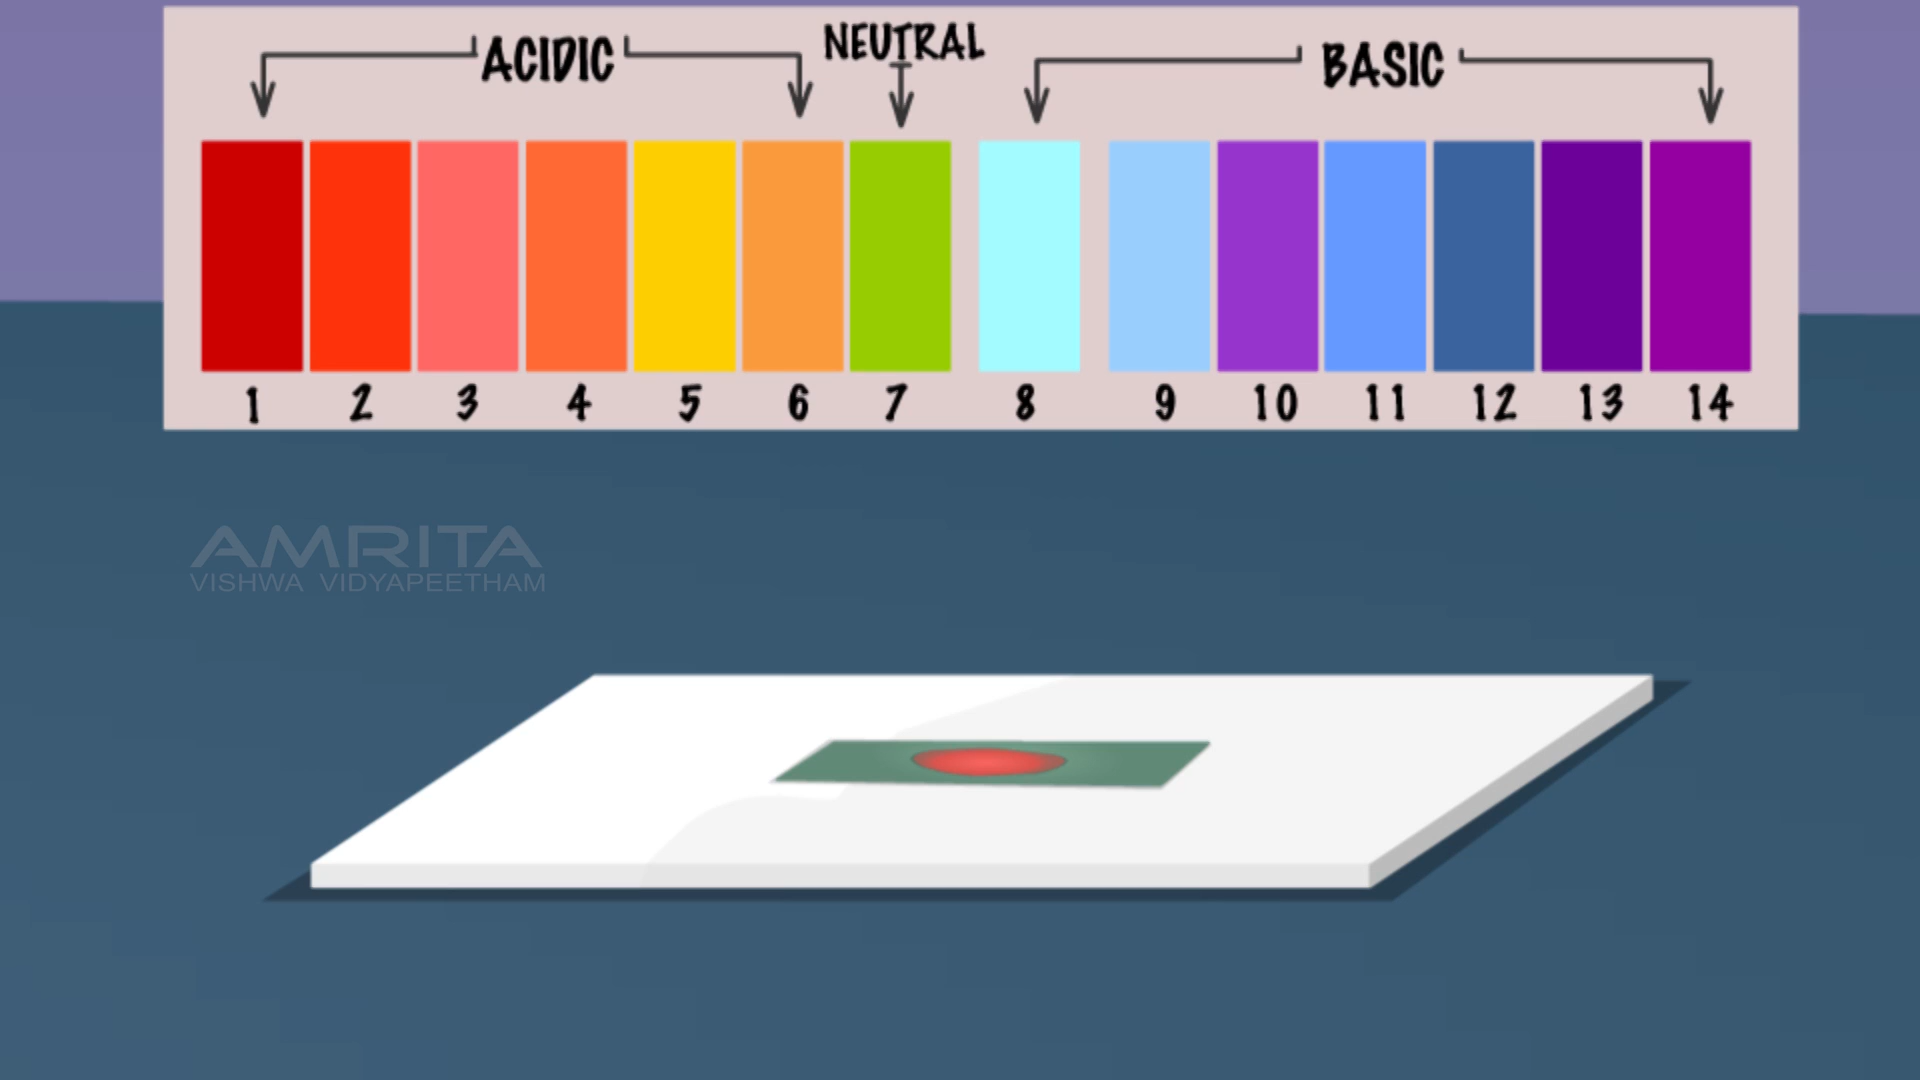 ACIDIC NEUTRAL BASIC
1 2 3 4 5 6 7 8 9 10 11 12 13 14
AMRITA
VISHWA VIDYAPEETHAM